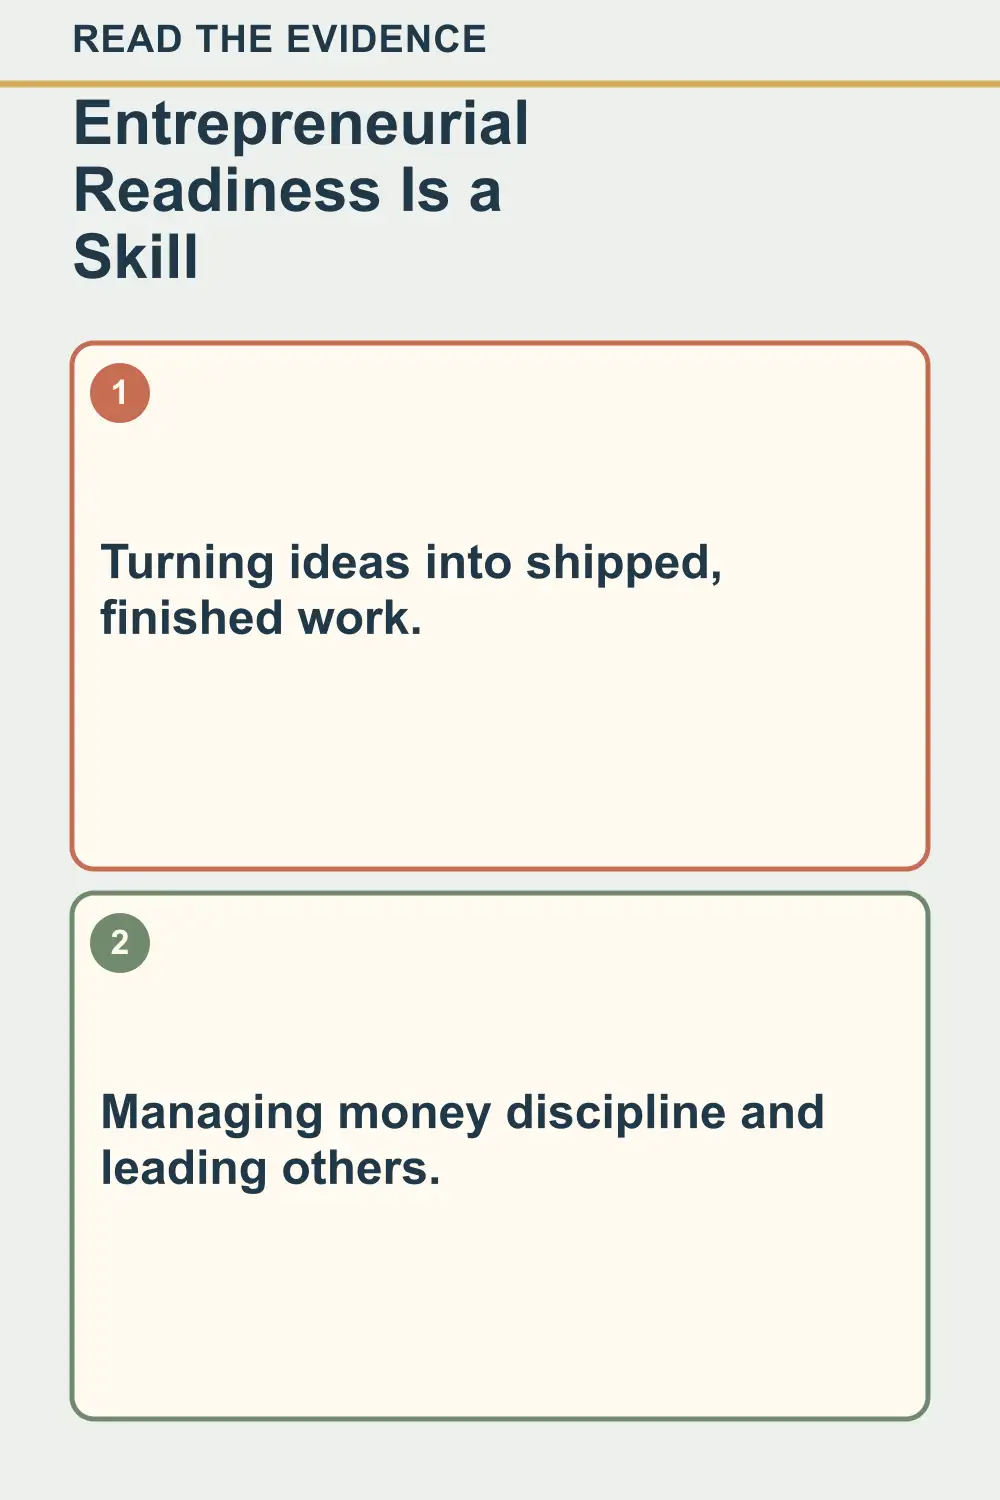 READ THE EVIDENCE
Entrepreneurial
Readiness Is a
Skill
1
Turning ideas into shipped,
finished work.
2
Managing money discipline and
leading others.